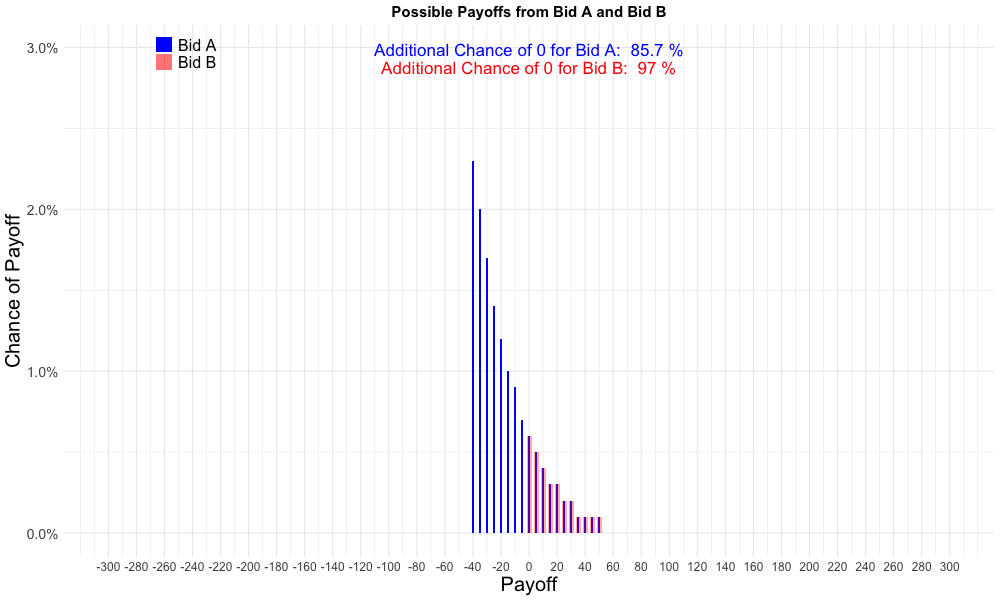 Possible Payoffs from Bid A and Bid B
Bid A
Bid B
Additional Chance of 0 for Bid A: 85.7 %
Additional Chance of 0 for Bid B: 97 %
Chance of Payoff
3.0%
2.0%
1.0%
0.0%
-300 -280 -260 -240 -220 -200 -180 -160 -140 -120 -100 -80 -60 -40 -20 0 20 40 60 80 100 120 140 160 180 200 220 240 260 280 300
Payoff